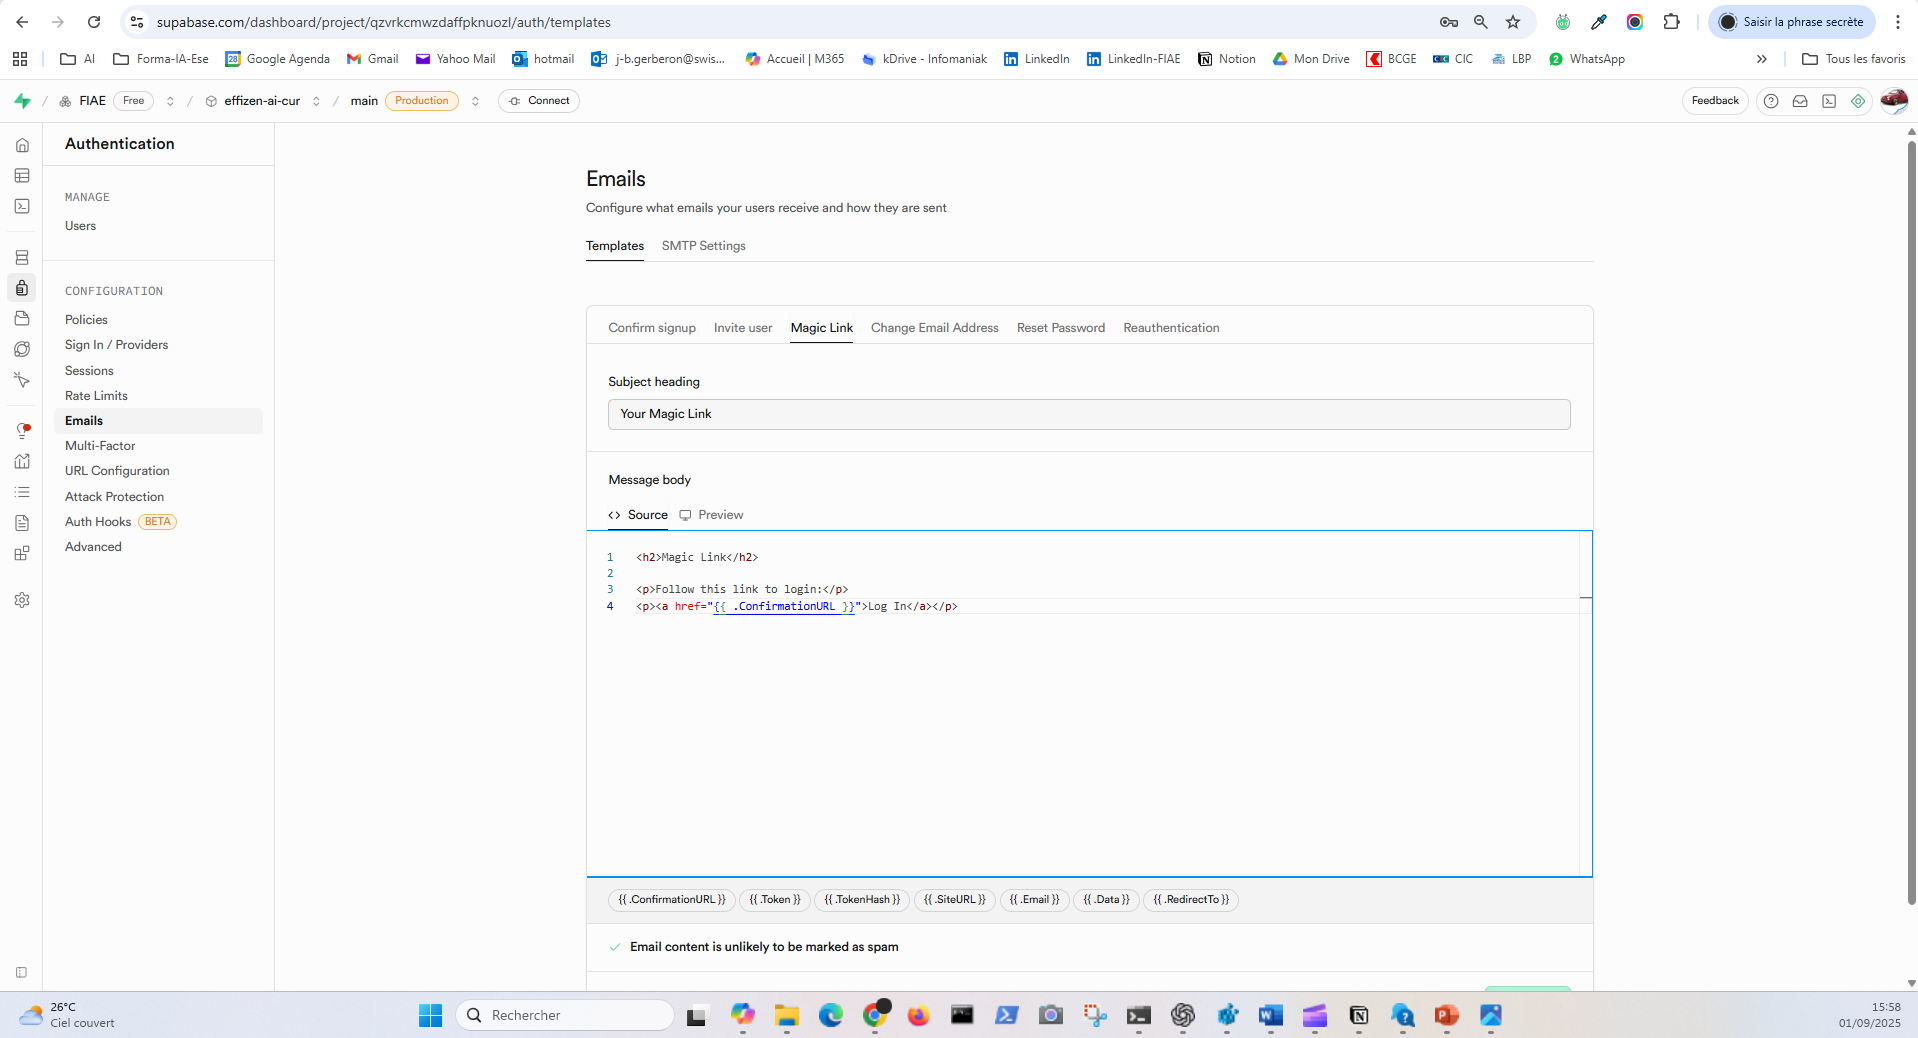 supabase.com/dashboard/project/qzvrkcmwzdaffpknuozl/auth/templates
Saisir la phrase secrète
AI Forma-IA-Ese Google Agenda Gmail Yahoo Mail hotmail j-b.gerberon@swis... Accueil | M365 kDrive - Infomaniak LinkedIn LinkedIn-FIAE Notion Mon Drive BCGE CIC LBP WhatsApp » Tous les favoris
/ FIAE Free / effizen-ai-cur / main Production Connect
Feedback
Authentication
MANAGE
Users
CONFIGURATION
Policies
Sign In / Providers
Sessions
Rate Limits
Emails
Multi-Factor
URL Configuration
Attack Protection
Auth Hooks BETA
Advanced
Emails
Configure what emails your users receive and how they are sent
Templates SMTP Settings
Confirm signup Invite user Magic Link Change Email Address Reset Password Reauthentication
Subject heading
Your Magic Link
Message body
<> Source Preview
1 <h2>Magic Link</h2>
2
3 <p>Follow this link to login:</p>
4 <p><a href="{{ .ConfirmationURL }}">Log In</a></p>
{{ .ConfirmationURL }} {{ .Token }} {{ .TokenHash }} {{ .SiteURL }} {{ .Email }} {{ .Data }} {{ .RedirectTo }}
Email content is unlikely to be marked as spam
26°C
Ciel couvert
Rechercher
15:58
01/09/2025